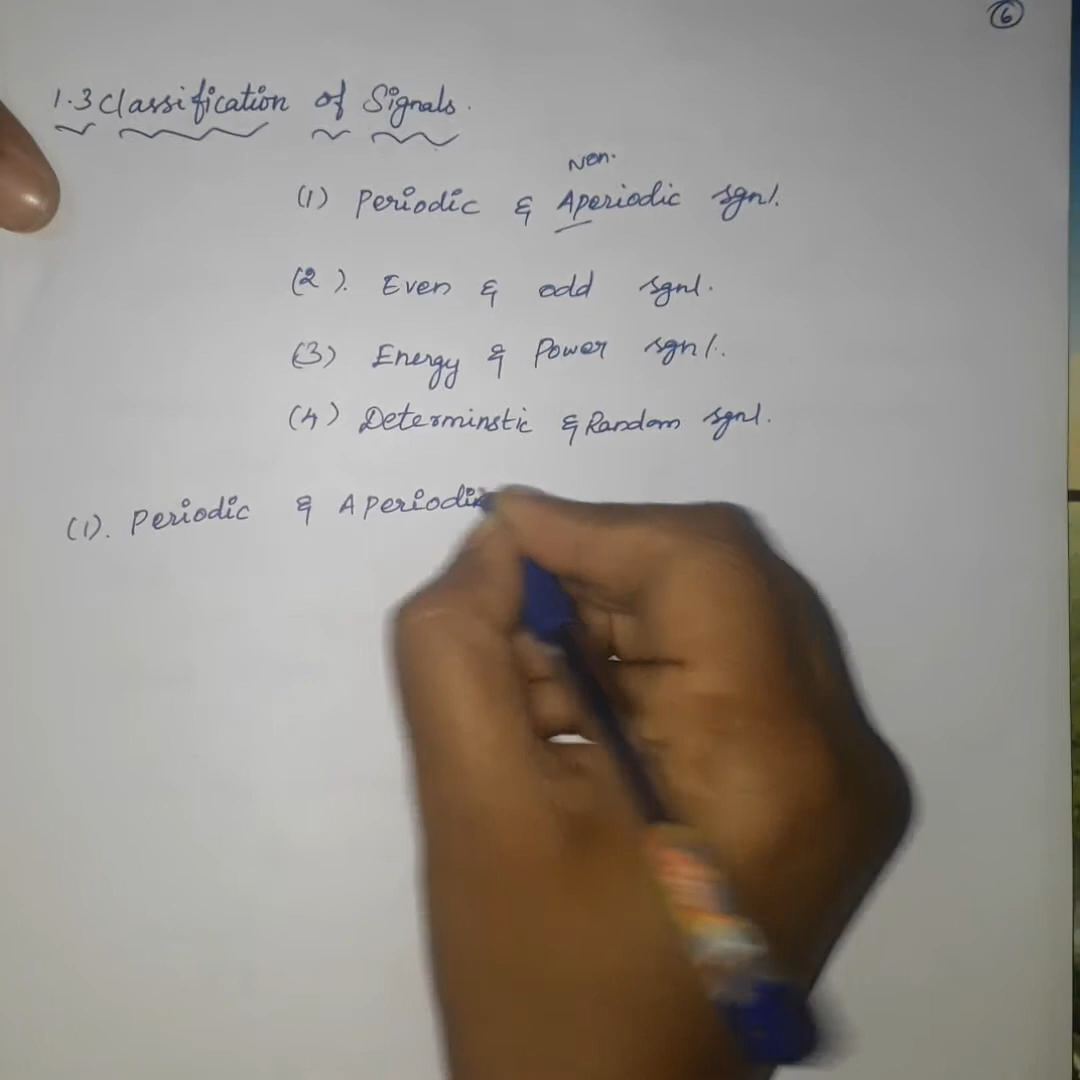 6
1.3 classification of Signals.
Non.
(1) Periodic & Aperiodic sgnl.
(2). Even & odd sgnl.
(3) Energy & Power sgnl.
(4) Determinstic & Random sgnl.
(1). Periodic & Aperiodi